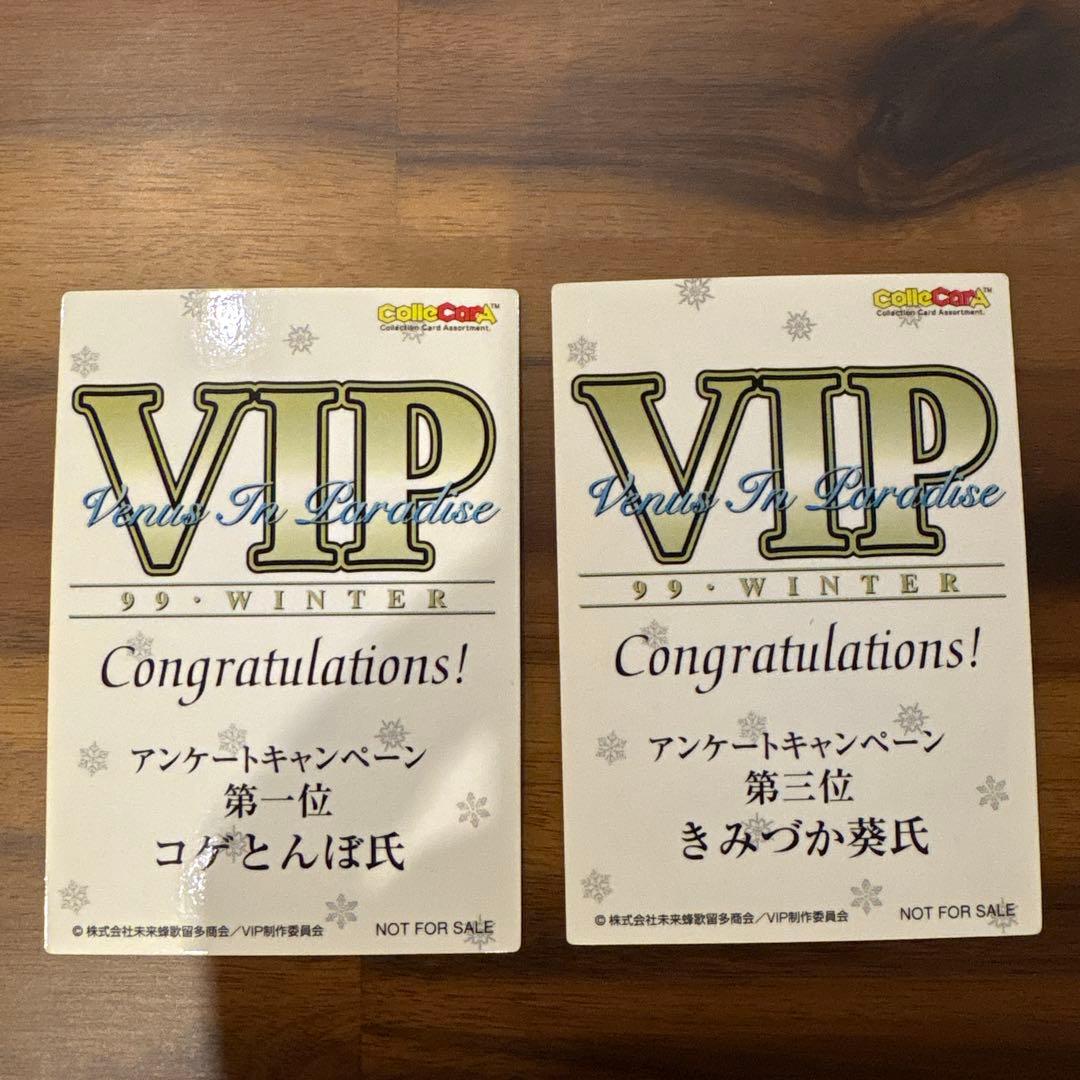 ColleCarA™
Collection Card Assortment.
VIP
Venus In Paradise
99・WINTER
Congratulations!
アンケートキャンペーン
第一位
コゲとんぼ氏
© 株式会社未来蜂歌留多商会／VIP制作委員会
NOT FOR SALE
ColleCarA™
Collection Card Assortment.
VIP
Venus In Paradise
99・WINTER
Congratulations!
アンケートキャンペーン
第三位
きみづか葵氏
© 株式会社未来蜂歌留多商会／VIP制作委員会
NOT FOR SALE